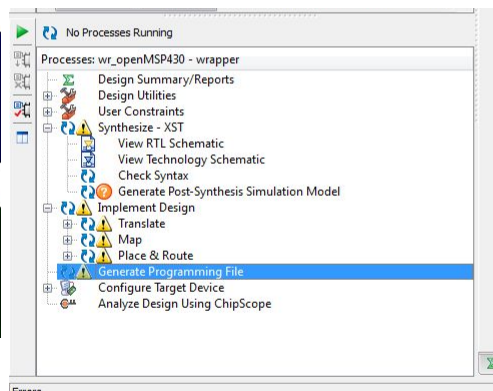 No Processes Running
Processes: wr_openMSP430 - wrapper
Design Summary/Reports
Design Utilities
User Constraints
Synthesize - XST
View RTL Schematic
View Technology Schematic
Check Syntax
Generate Post-Synthesis Simulation Model
Implement Design
Translate
Map
Place & Route
Generate Programming File
Configure Target Device
Analyze Design Using ChipScope
Errors